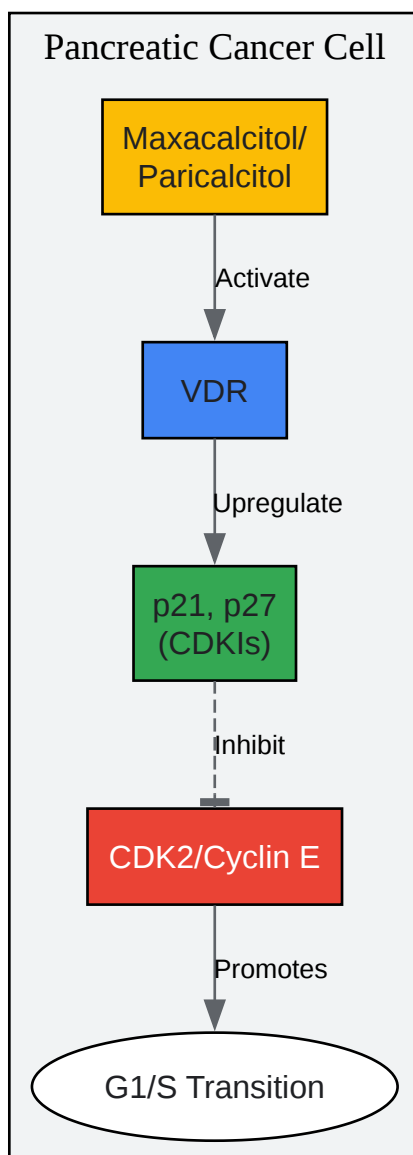 Pancreatic Cancer Cell
Maxacalcitol/
Paricalcitol
Activate
VDR
Upregulate
p21, p27
(CDKIs)
Inhibit
CDK2/Cyclin E
Promotes
G1/S Transition